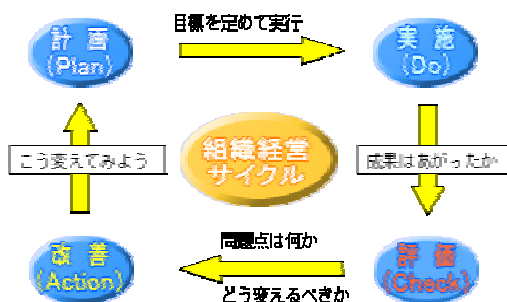 目標を定めて実行
計画
(Plan)
実施
(Do)
こう変えてみよう
組織経営
サイクル
成果はあがったか
改善
(Action)
問題点は何か
どう変えるべきか
評価
(Check)